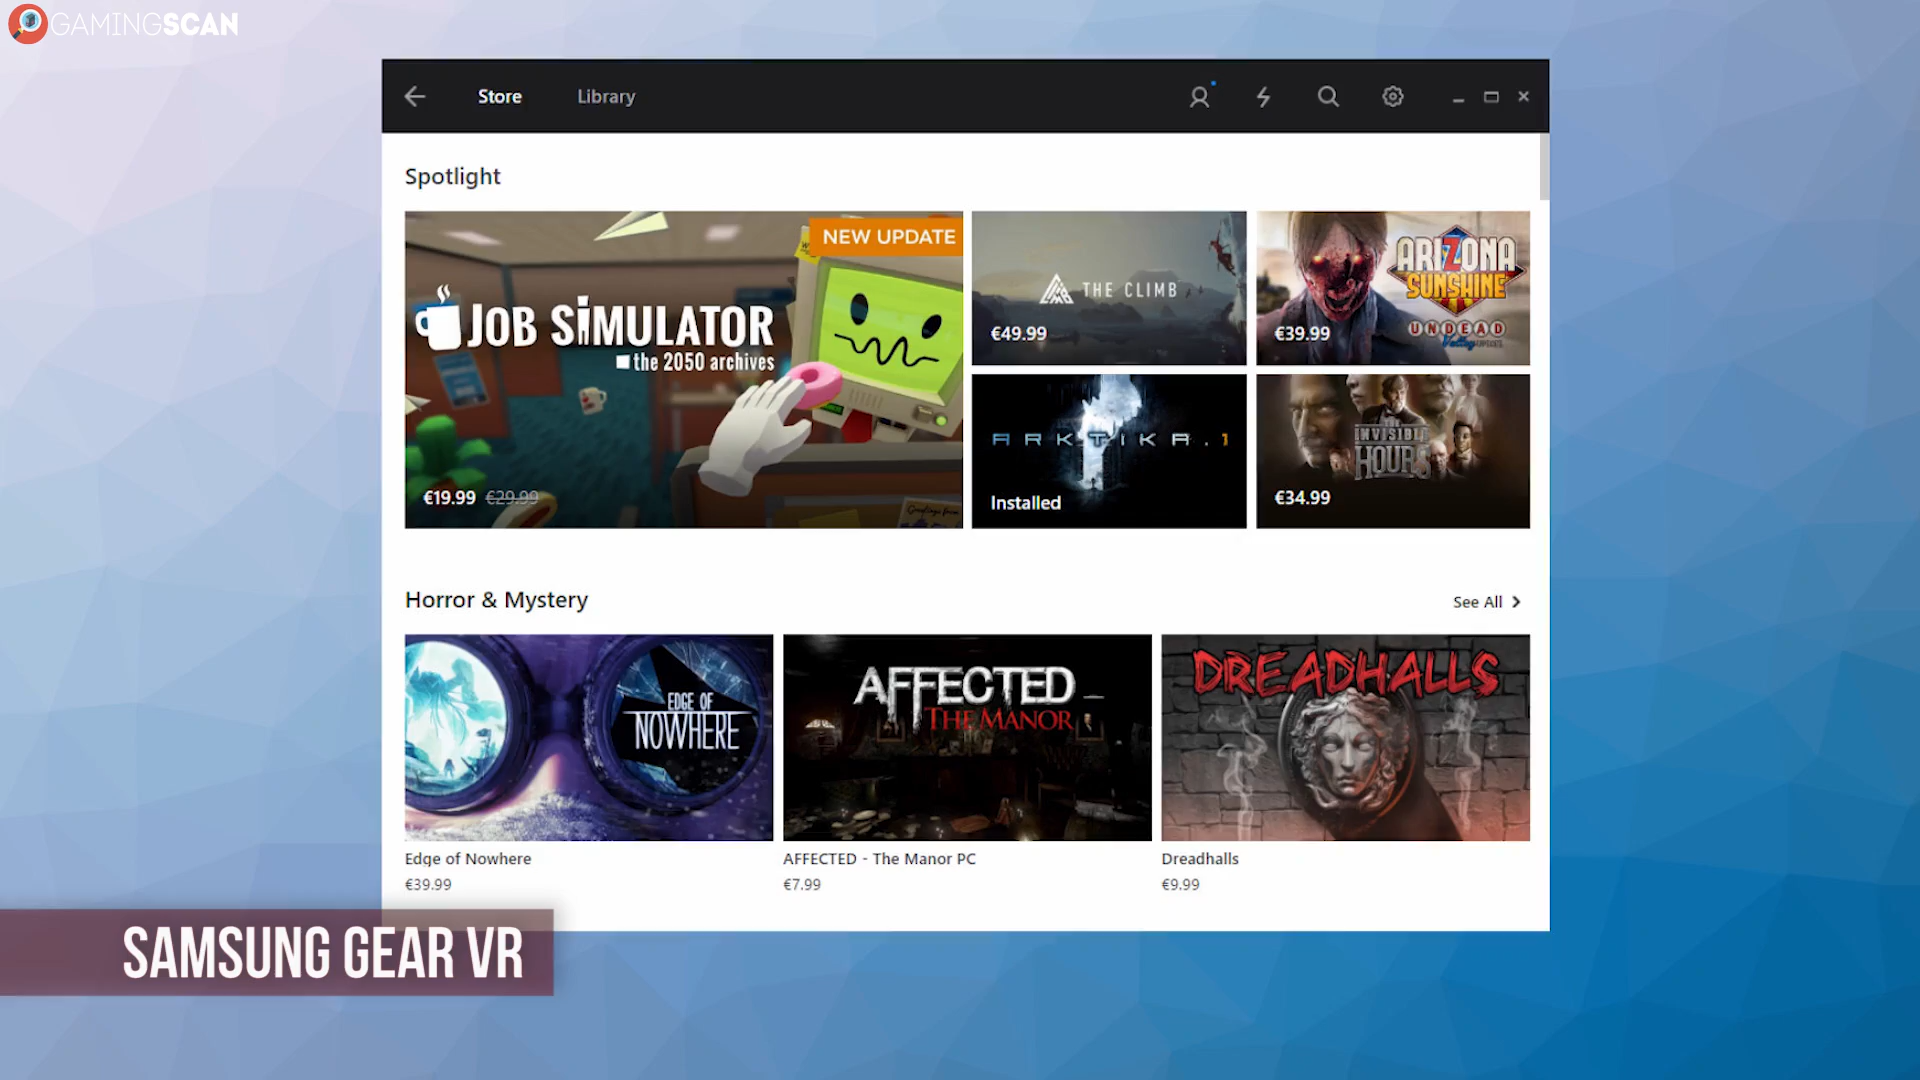 GAMINGSCAN
Store
Library
Spotlight
NEW UPDATE
JOB SIMULATOR
the 2050 archives
€19.99 €29.99
THE CLIMB
€49.99
ARIZONA
SUNSHINE
UNDEAD
Valley UPDATE
€39.99
ARKTIKA.1
Installed
THE
INVISIBLE
HOURS
€34.99
Horror & Mystery
See All
EDGE OF
NOWHERE
AFFECTED
THE MANOR
DREADHALLS
Edge of Nowhere
€39.99
AFFECTED - The Manor PC
€7.99
Dreadhalls
€9.99
SAMSUNG GEAR VR